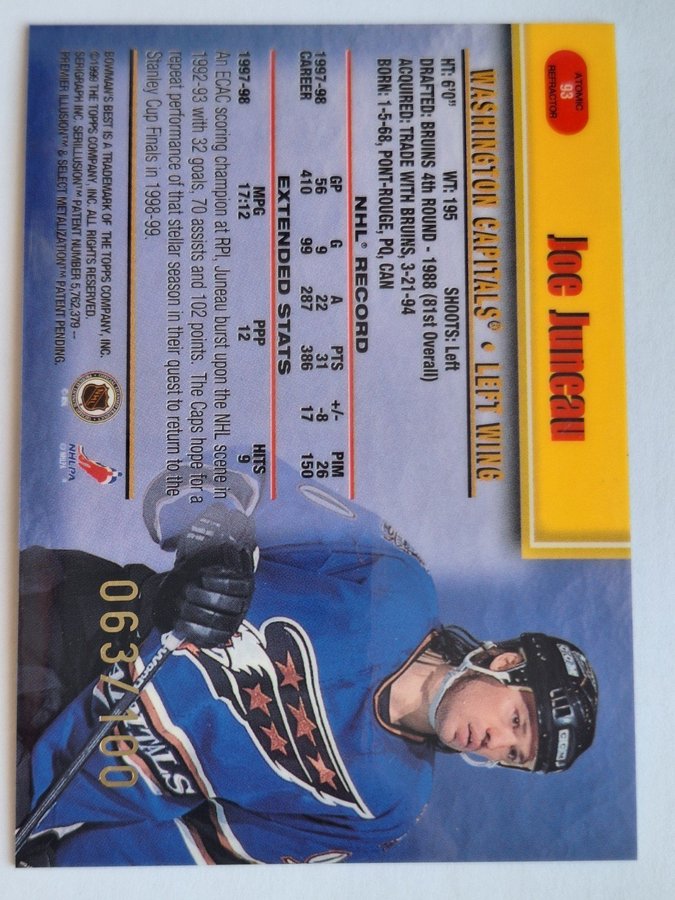 93
ATOMIC
REFRACTOR
Joe Juneau
WASHINGTON CAPITALS® • LEFT WING
HT: 6'0" WT: 195 SHOOTS: Left
DRAFTED: BRUINS 4th ROUND - 1988 (81st Overall)
ACQUIRED: TRADE WITH BRUINS, 3-21-94
BORN: 1-5-68, PONT-ROUGE, PQ, CAN
NHL® RECORD
GP G A PTS +/- PIM
1997-98 56 9 22 31 -8 26
CAREER 410 99 287 386 17 150
EXTENDED STATS
MPG PPP HITS
1997-98 17:12 12 9
An ECAC scoring champion at RPI, Juneau burst upon the NHL scene in
1992-93 with 32 goals, 70 assists and 102 points. The Caps hope for a
repeat performance of that stellar season in their quest to return to the
Stanley Cup Finals in 1998-99.
BOWMAN'S BEST IS A TRADEMARK OF THE TOPPS COMPANY, INC.
©1999 THE TOPPS COMPANY, INC. ALL RIGHTS RESERVED.
SERIGRAPH INC. SERILLUSION™ PATENT NUMBER 5,762,379 --
PREMIER ILLUSION™ & SELECT METALIZATION™ PATENT PENDING.
NHL
NHLPA
063/100
CCM
CAPITALS